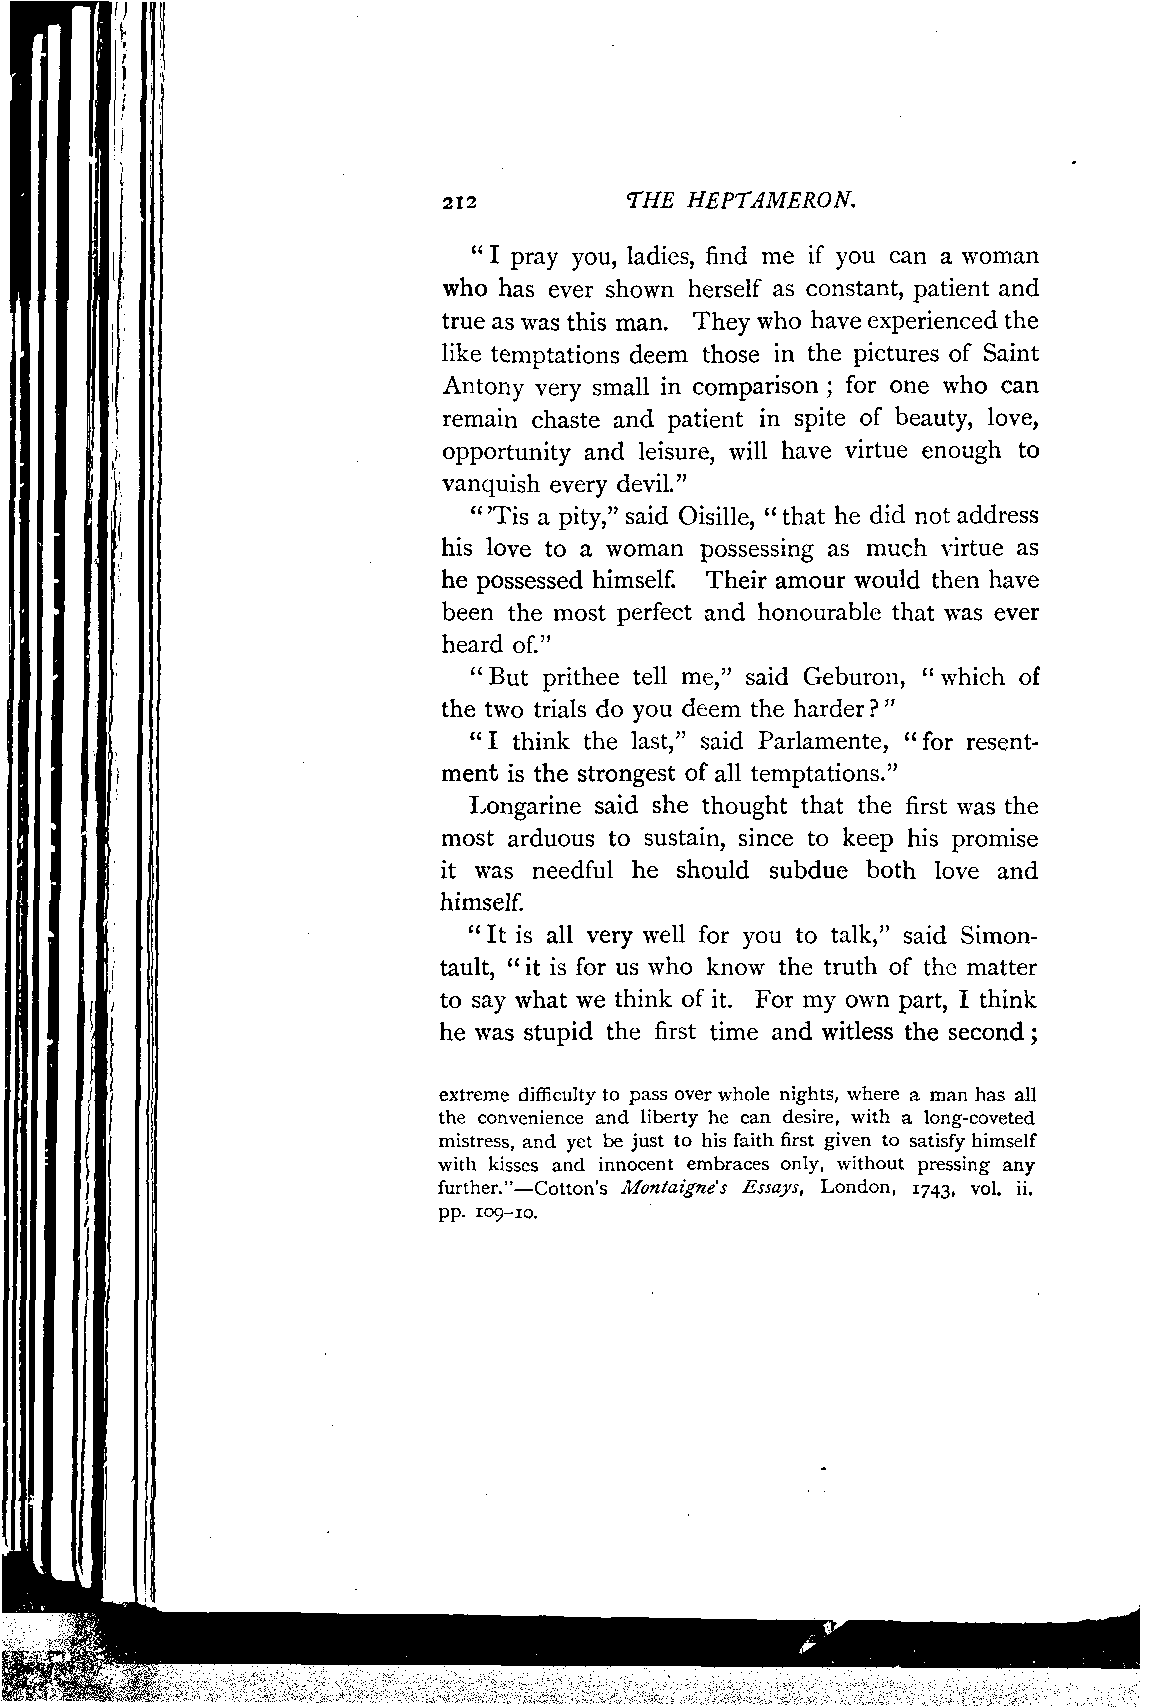 212 THE HEPTAMERON.
“I pray you, ladies, find me if you can a woman
who has ever shown herself as constant, patient and
true as was this man. They who have experienced the
like temptations deem those in the pictures of Saint
Antony very small in comparison ; for one who can
remain chaste and patient in spite of beauty, love,
opportunity and leisure, will have virtue enough to
vanquish every devil.”
“’Tis a pity,” said Oisille, “that he did not address
his love to a woman possessing as much virtue as
he possessed himself. Their amour would then have
been the most perfect and honourable that was ever
heard of.”
“But prithee tell me,” said Geburon, “which of
the two trials do you deem the harder?”
“I think the last,” said Parlamente, “for resent-
ment is the strongest of all temptations.”
Longarine said she thought that the first was the
most arduous to sustain, since to keep his promise
it was needful he should subdue both love and
himself.
“It is all very well for you to talk,” said Simon-
tault, “it is for us who know the truth of the matter
to say what we think of it. For my own part, I think
he was stupid the first time and witless the second ;
extreme difficulty to pass over whole nights, where a man has all
the convenience and liberty he can desire, with a long-coveted
mistress, and yet be just to his faith first given to satisfy himself
with kisses and innocent embraces only, without pressing any
further.”—Cotton's Montaigne's Essays, London, 1743, vol. ii.
pp. 109–10.